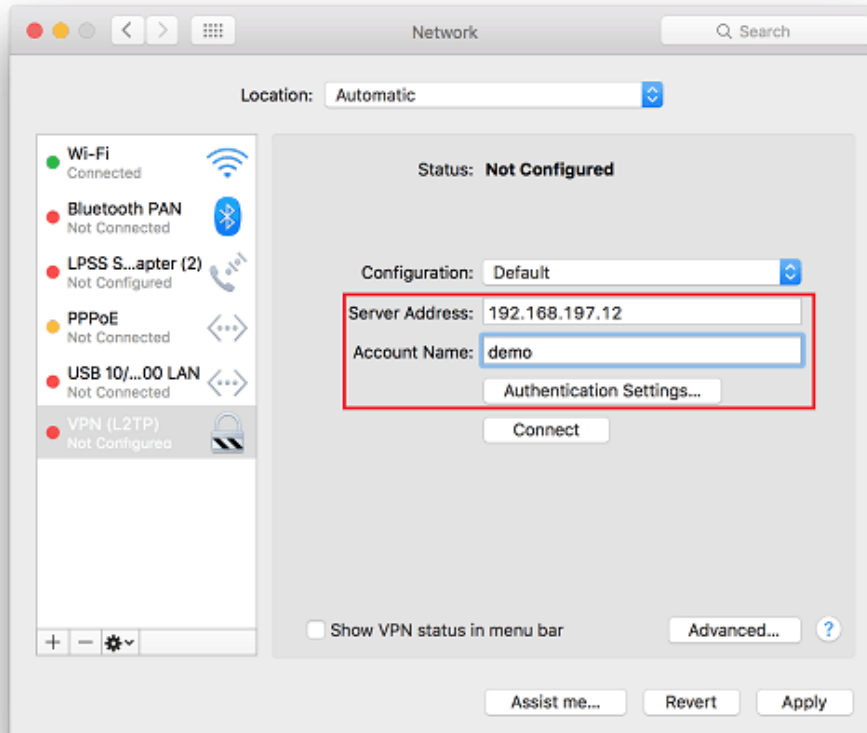 Network
Search
Location: Automatic
Wi-Fi
Connected
Bluetooth PAN
Not Connected
LPSS S...apter (2)
Not Configured
PPPoE
Not Connected
USB 10/...00 LAN
Not Connected
VPN (L2TP)
Not Configured
Status: Not Configured
Configuration: Default
Server Address: 192.168.197.12
Account Name: demo
Authentication Settings...
Connect
Show VPN status in menu bar
Advanced...
?
Assist me...
Revert
Apply